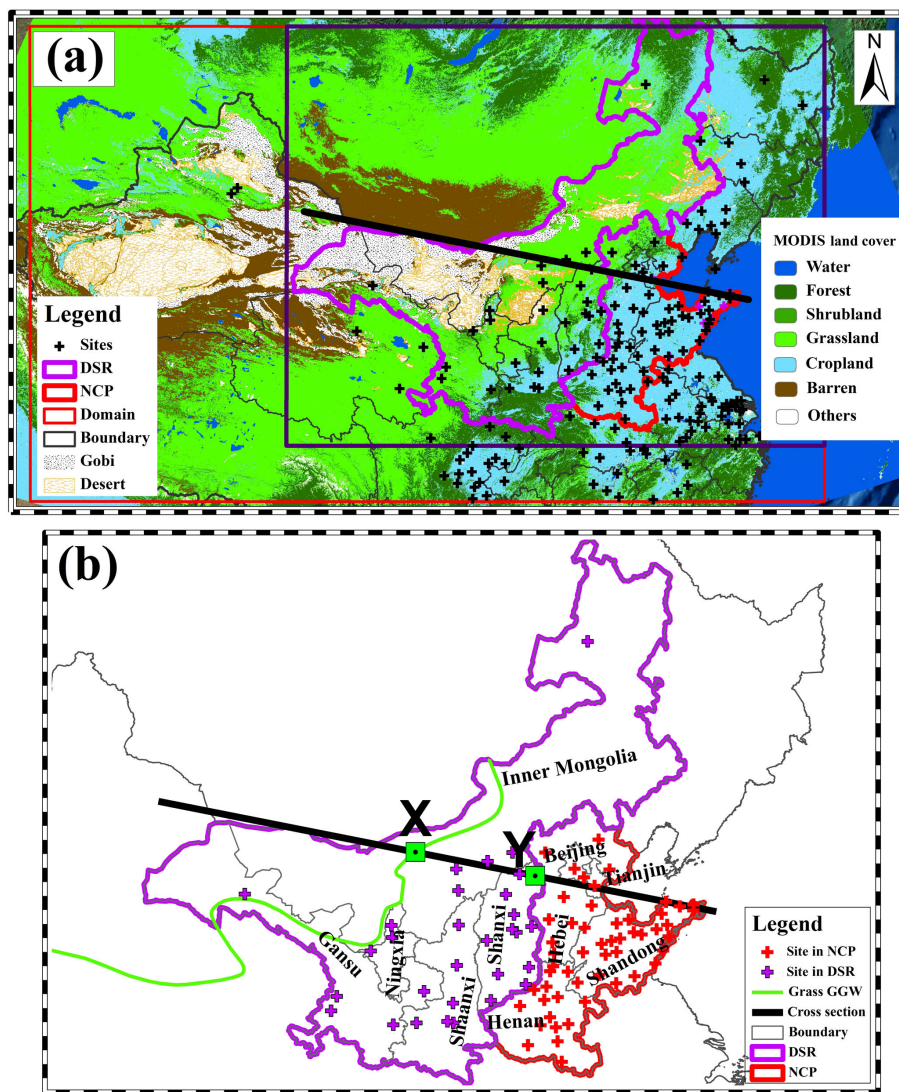 (a)
N
MODIS land cover
Water
Forest
Shrubland
Grassland
Cropland
Barren
Others
Legend
Sites
DSR
NCP
Domain
Boundary
Gobi
Desert
(b)
Inner Mongolia
X
Y
Beijing
Tianjin
Hebei
Shandong
Shanxi
Shaanxi
Ningxia
Gansu
Henan
Legend
Site in NCP
Site in DSR
Grass GGW
Cross section
Boundary
DSR
NCP